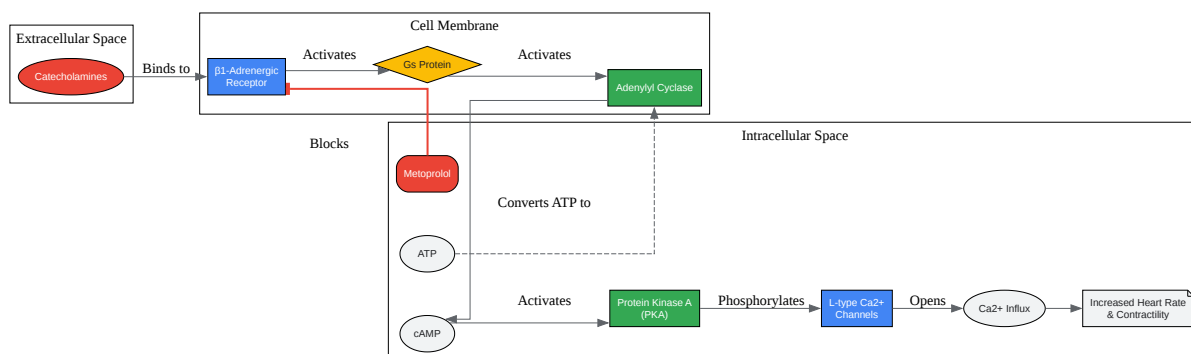 Extracellular Space
Catecholamines
Binds to
Cell Membrane
β1-Adrenergic
Receptor
Activates
Gs Protein
Activates
Adenylyl Cyclase
Blocks
Intracellular Space
Metoprolol
Converts ATP to
ATP
cAMP
Activates
Protein Kinase A
(PKA)
Phosphorylates
L-type Ca2+
Channels
Opens
Ca2+ Influx
Increased Heart Rate
& Contractility